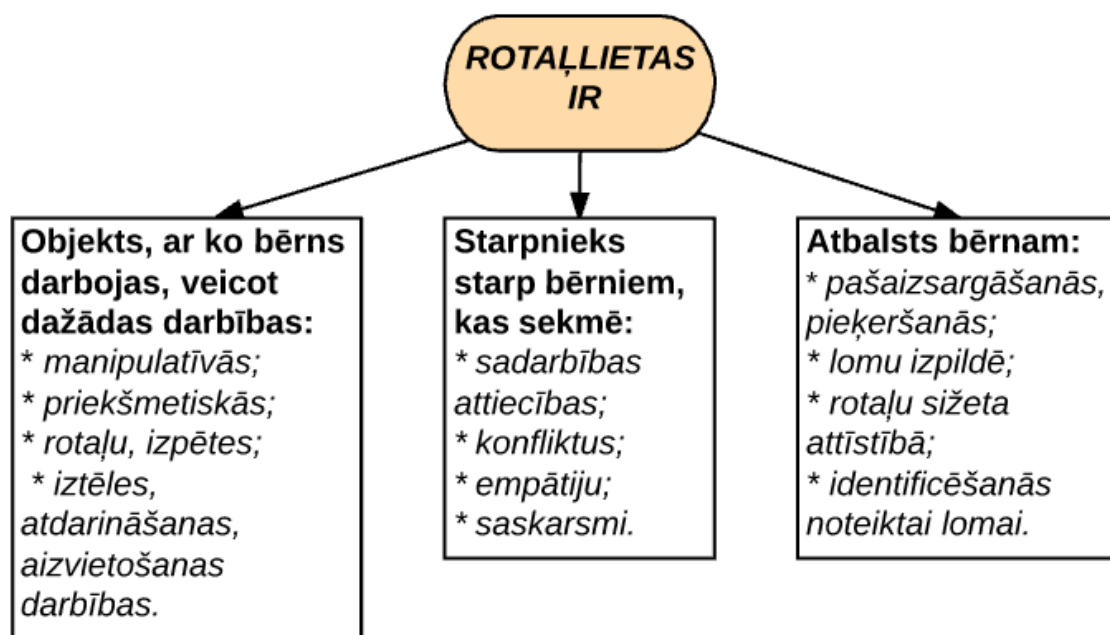 ROTAĻLIETAS
IR
Objekts, ar ko bērns
darbojas, veicot
dažādas darbības:
* manipulatīvās;
* priekšmetiskās;
* rotaļu, izpētes;
* iztēles,
atdarināšanas,
aizvietošanas
darbības.
Starpnieks
starp bērniem,
kas sekmē:
* sadarbības
attiecības;
* konfliktus;
* empātiju;
* saskarsmi.
Atbalsts bērnam:
* pašaizsargāšanās,
pieķeršanās;
* lomu izpildē;
* rotaļu sižeta
attīstībā;
* identificēšanās
noteiktai lomai.